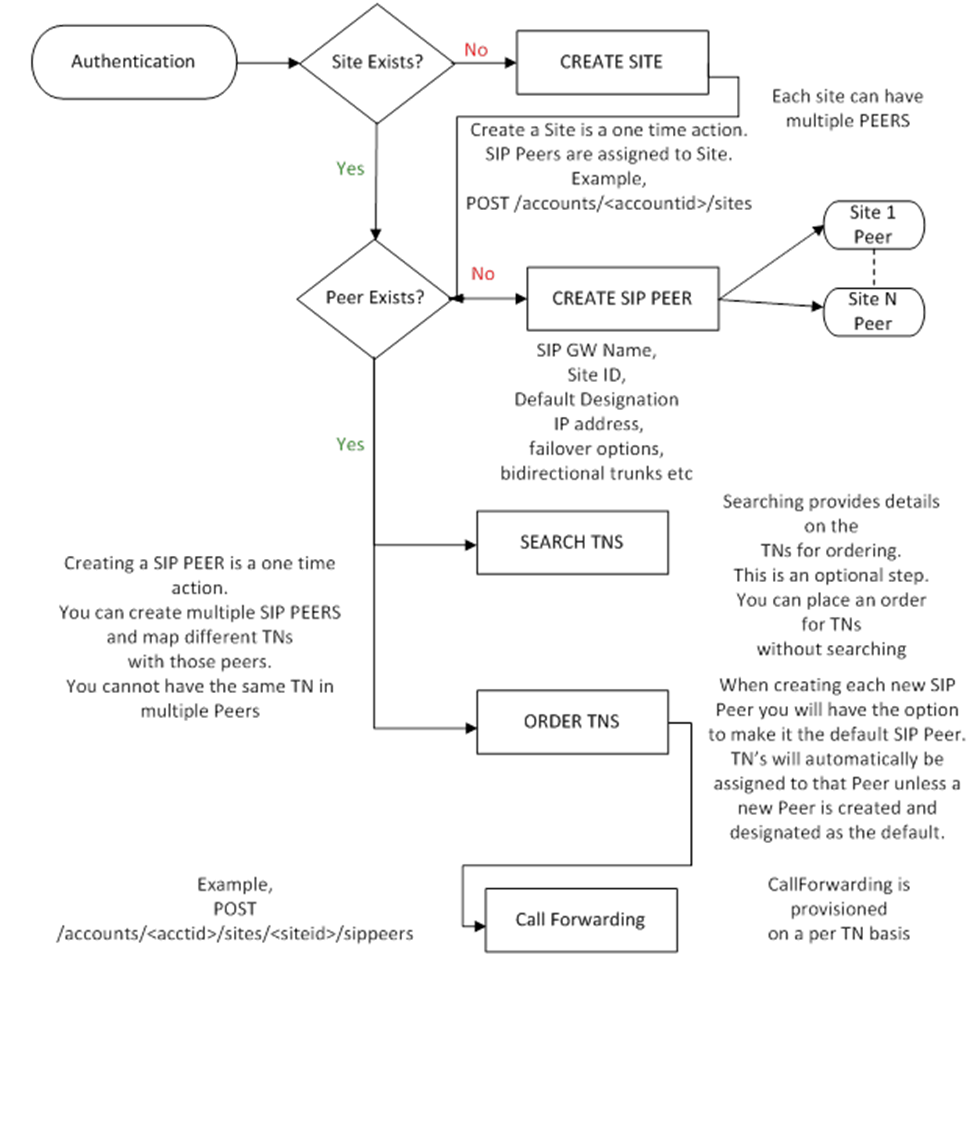 Authentication
Site Exists?
No
CREATE SITE
Each site can have
multiple PEERS
Create a Site is a one time action.
SIP Peers are assigned to Site.
Example,
POST /accounts/<accountid>/sites
Yes
Site 1
Peer
Peer Exists?
No
CREATE SIP PEER
Site N
Peer
SIP GW Name,
Site ID,
Default Designation
IP address,
failover options,
bidirectional trunks etc
Yes
SEARCH TNS
Searching provides details
on the
TNs for ordering.
This is an optional step.
You can place an order
for TNs
without searching
Creating a SIP PEER is a one time
action.
You can create multiple SIP PEERS
and map different TNs
with those peers.
You cannot have the same TN in
multiple Peers
ORDER TNS
When creating each new SIP
Peer you will have the option
to make it the default SIP Peer.
TN's will automatically be
assigned to that Peer unless a
new Peer is created and
designated as the default.
Example,
POST
/accounts/<acctid>/sites/<siteid>/sippeers
Call Forwarding
CallForwarding is
provisioned
on a per TN basis